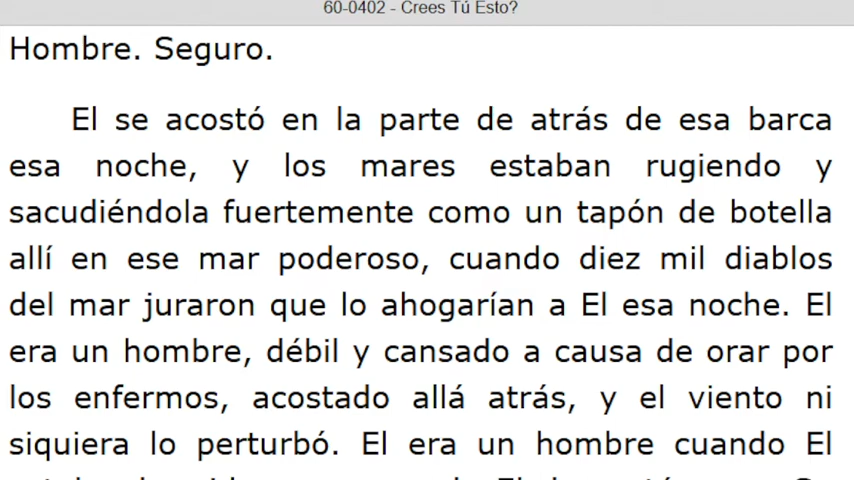 60-0402 - Crees Tú Esto?
Hombre. Seguro.
El se acostó en la parte de atrás de esa barca
esa noche, y los mares estaban rugiendo y
sacudiéndola fuertemente como un tapón de botella
allí en ese mar poderoso, cuando diez mil diablos
del mar juraron que lo ahogarían a El esa noche. El
era un hombre, débil y cansado a causa de orar por
los enfermos, acostado allá atrás, y el viento ni
siquiera lo perturbó. El era un hombre cuando El